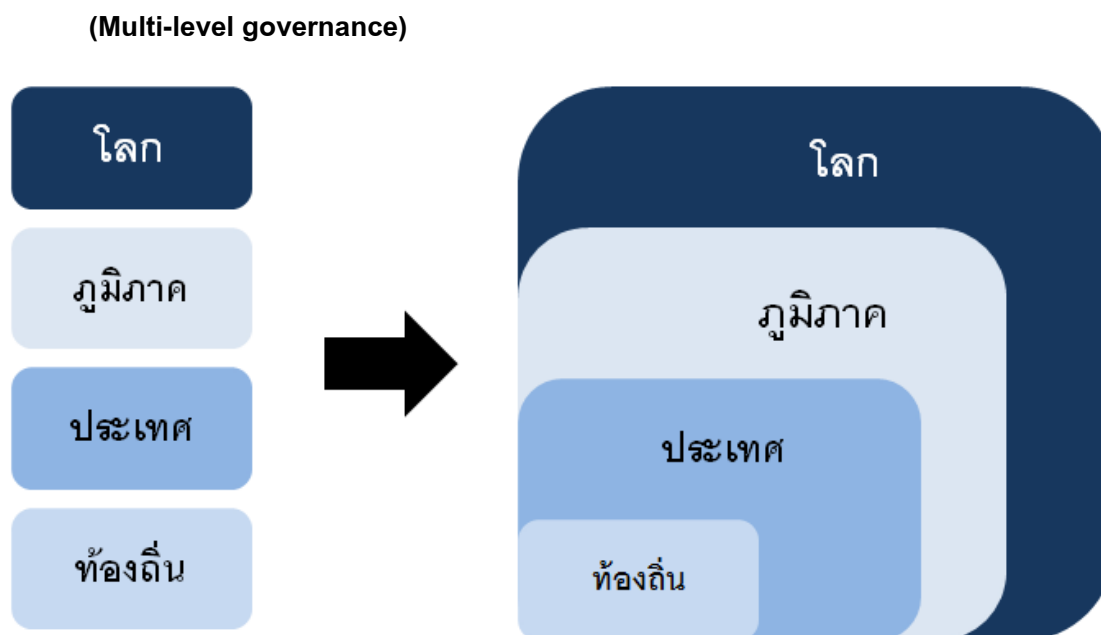 (Multi-level governance)
โลก
ภูมิภาค
ประเทศ
ท้องถิ่น
โลก
ภูมิภาค
ประเทศ
ท้องถิ่น